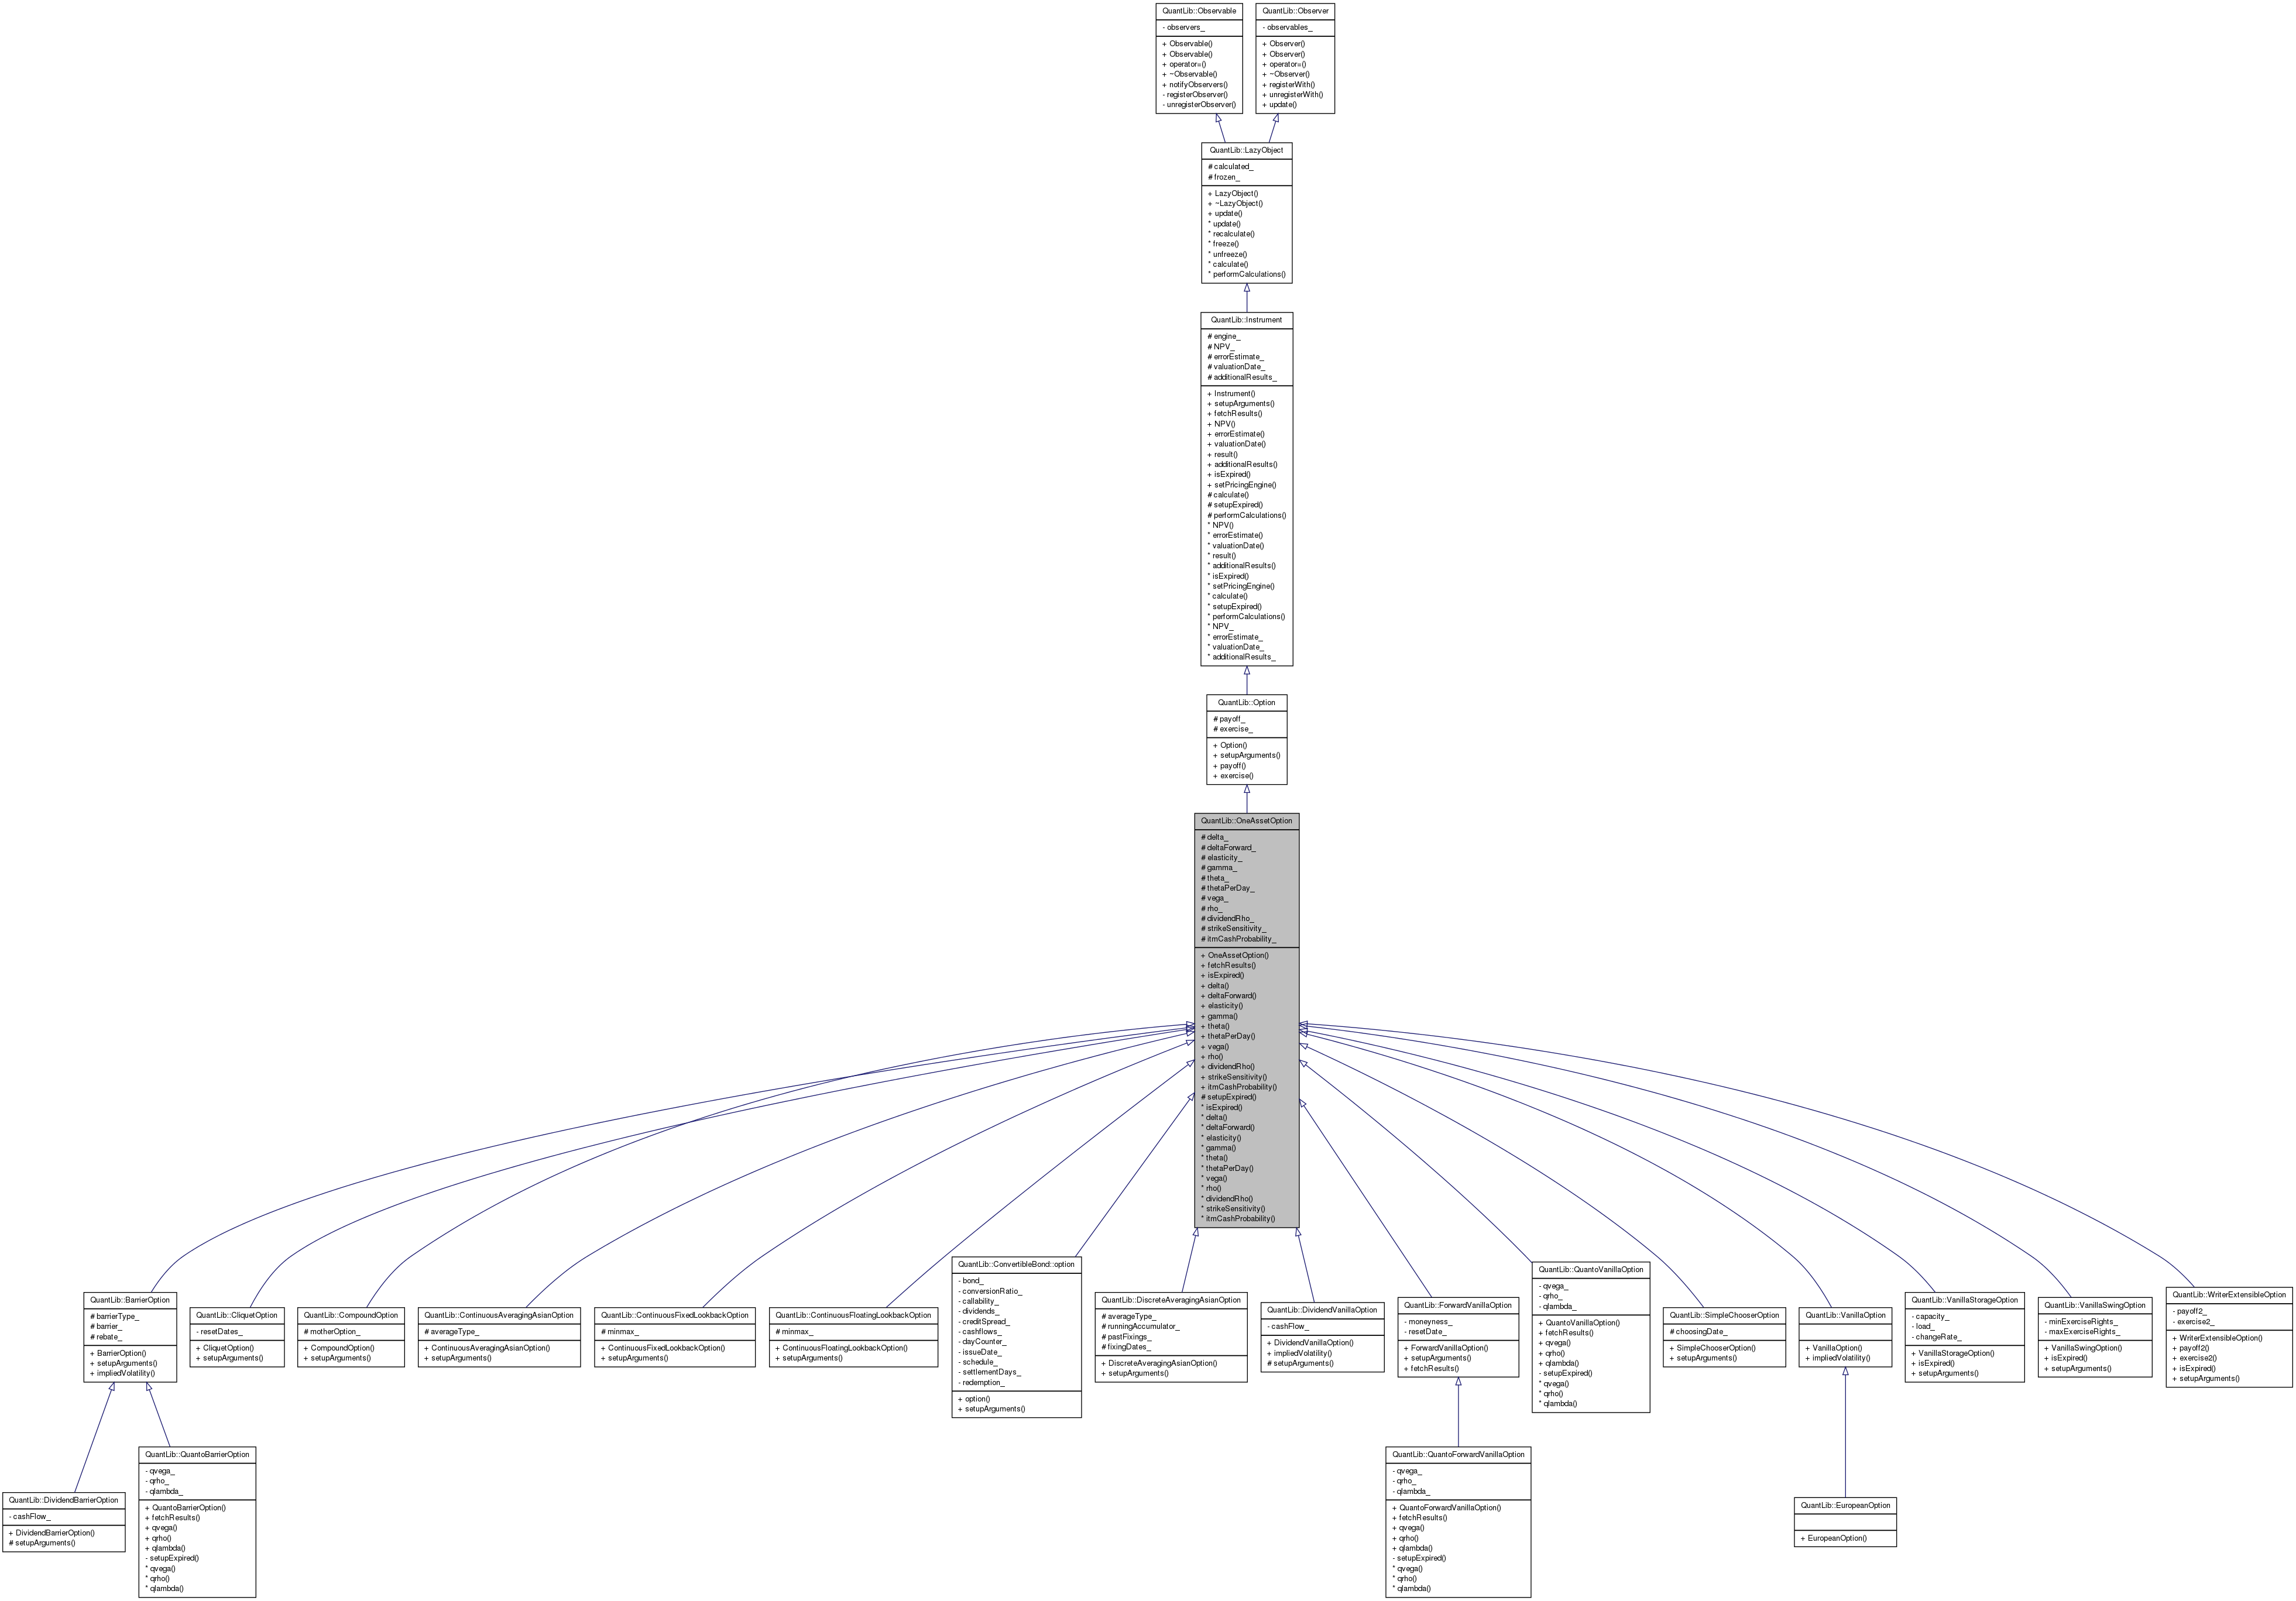 QuantLib::Observable
- observers_
+ Observable()
+ Observable()
+ operator=()
+ ~Observable()
+ notifyObservers()
- registerObserver()
- unregisterObserver()
QuantLib::Observer
- observables_
+ Observer()
+ Observer()
+ operator=()
+ ~Observer()
+ registerWith()
+ unregisterWith()
+ update()
QuantLib::LazyObject
# calculated_
# frozen_
+ LazyObject()
+ ~LazyObject()
+ update()
* update()
* recalculate()
* freeze()
* unfreeze()
* calculate()
* performCalculations()
QuantLib::Instrument
# engine_
# NPV_
# errorEstimate_
# valuationDate_
# additionalResults_
+ Instrument()
+ setupArguments()
+ fetchResults()
+ NPV()
+ errorEstimate()
+ valuationDate()
+ result()
+ additionalResults()
+ isExpired()
+ setPricingEngine()
# calculate()
# setupExpired()
# performCalculations()
* NPV()
* errorEstimate()
* valuationDate()
* result()
* additionalResults()
* isExpired()
* setPricingEngine()
* calculate()
* setupExpired()
* performCalculations()
* NPV_
* errorEstimate_
* valuationDate_
* additionalResults_
QuantLib::Option
# payoff_
# exercise_
+ Option()
+ setupArguments()
+ payoff()
+ exercise()
QuantLib::OneAssetOption
# delta_
# deltaForward_
# elasticity_
# gamma_
# theta_
# thetaPerDay_
# vega_
# rho_
# dividendRho_
# strikeSensitivity_
# itmCashProbability_
+ OneAssetOption()
+ fetchResults()
+ isExpired()
+ delta()
+ deltaForward()
+ elasticity()
+ gamma()
+ theta()
+ thetaPerDay()
+ vega()
+ rho()
+ dividendRho()
+ strikeSensitivity()
+ itmCashProbability()
# setupExpired()
* isExpired()
* delta()
* deltaForward()
* elasticity()
* gamma()
* theta()
* thetaPerDay()
* vega()
* rho()
* dividendRho()
* strikeSensitivity()
* itmCashProbability()
QuantLib::BarrierOption
# barrierType_
# barrier_
# rebate_
+ BarrierOption()
+ setupArguments()
+ impliedVolatility()
QuantLib::CliquetOption
- resetDates_
+ CliquetOption()
+ setupArguments()
QuantLib::CompoundOption
# motherOption_
+ CompoundOption()
+ setupArguments()
QuantLib::ContinuousAveragingAsianOption
# averageType_
+ ContinuousAveragingAsianOption()
+ setupArguments()
QuantLib::ContinuousFixedLookbackOption
# minmax_
+ ContinuousFixedLookbackOption()
+ setupArguments()
QuantLib::ContinuousFloatingLookbackOption
# minmax_
+ ContinuousFloatingLookbackOption()
+ setupArguments()
QuantLib::ConvertibleBond::option
- bond_
- conversionRatio_
- callability_
- dividends_
- creditSpread_
- cashflows_
- dayCounter_
- issueDate_
- schedule_
- settlementDays_
- redemption_
+ option()
+ setupArguments()
QuantLib::DiscreteAveragingAsianOption
# averageType_
# runningAccumulator_
# pastFixings_
# fixingDates_
+ DiscreteAveragingAsianOption()
+ setupArguments()
QuantLib::DividendVanillaOption
- cashFlow_
+ DividendVanillaOption()
+ impliedVolatility()
# setupArguments()
QuantLib::ForwardVanillaOption
- moneyness_
- resetDate_
+ ForwardVanillaOption()
+ setupArguments()
+ fetchResults()
QuantLib::QuantoVanillaOption
- qvega_
- qrho_
- qlambda_
+ QuantoVanillaOption()
+ fetchResults()
+ qvega()
+ qrho()
+ qlambda()
- setupExpired()
* qvega()
* qrho()
* qlambda()
QuantLib::SimpleChooserOption
# choosingDate_
+ SimpleChooserOption()
+ setupArguments()
QuantLib::VanillaOption
+ VanillaOption()
+ impliedVolatility()
QuantLib::VanillaStorageOption
- capacity_
- load_
- changeRate_
+ VanillaStorageOption()
+ isExpired()
+ setupArguments()
QuantLib::VanillaSwingOption
- minExerciseRights_
- maxExerciseRights_
+ VanillaSwingOption()
+ isExpired()
+ setupArguments()
QuantLib::WriterExtensibleOption
- payoff2_
- exercise2_
+ WriterExtensibleOption()
+ payoff2()
+ exercise2()
+ isExpired()
+ setupArguments()
QuantLib::DividendBarrierOption
- cashFlow_
+ DividendBarrierOption()
# setupArguments()
QuantLib::QuantoBarrierOption
- qvega_
- qrho_
- qlambda_
+ QuantoBarrierOption()
+ fetchResults()
+ qvega()
+ qrho()
+ qlambda()
- setupExpired()
* qvega()
* qrho()
* qlambda()
QuantLib::QuantoForwardVanillaOption
- qvega_
- qrho_
- qlambda_
+ QuantoForwardVanillaOption()
+ fetchResults()
+ qvega()
+ qrho()
+ qlambda()
- setupExpired()
* qvega()
* qrho()
* qlambda()
QuantLib::EuropeanOption
+ EuropeanOption()